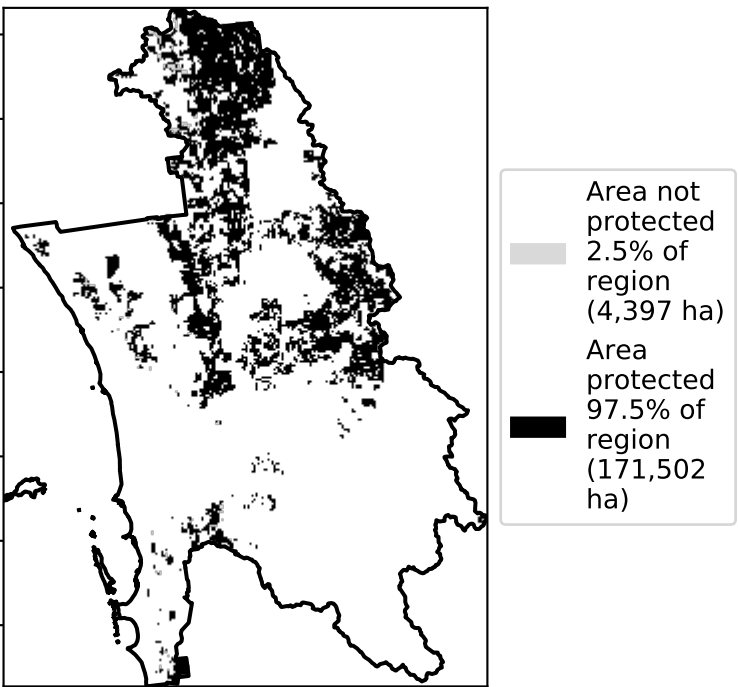 Area not
protected
2.5% of
region
(4,397 ha)
Area
protected
97.5% of
region
(171,502
ha)